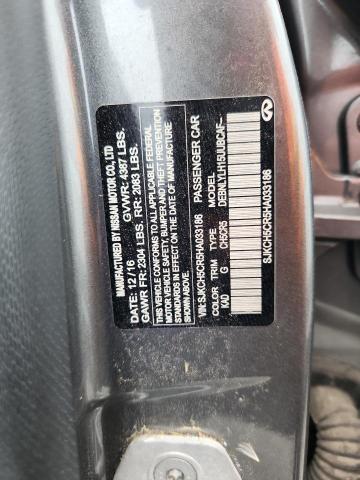 MANUFACTURED BY NISSAN MOTOR CO., LTD
DATE: 12/16 GVWR: 4387 LBS.
GAWR FR: 2304 LBS. RR: 2083 LBS.
THIS VEHICLE CONFORMS TO ALL APPLICABLE FEDERAL
MOTOR VEHICLE SAFETY, BUMPER AND THEFT PREVENTION
STANDARDS IN EFFECT ON THE DATE OF MANUFACTURE
SHOWN ABOVE.
VIN: SJKCH5CR5HA033186 PASSENGER CAR
COLOR TRIM TYPE MODEL
KAD G CH5CR5 DEBNLVLH15UUBCAF-
SJKCH5CR5HA033186